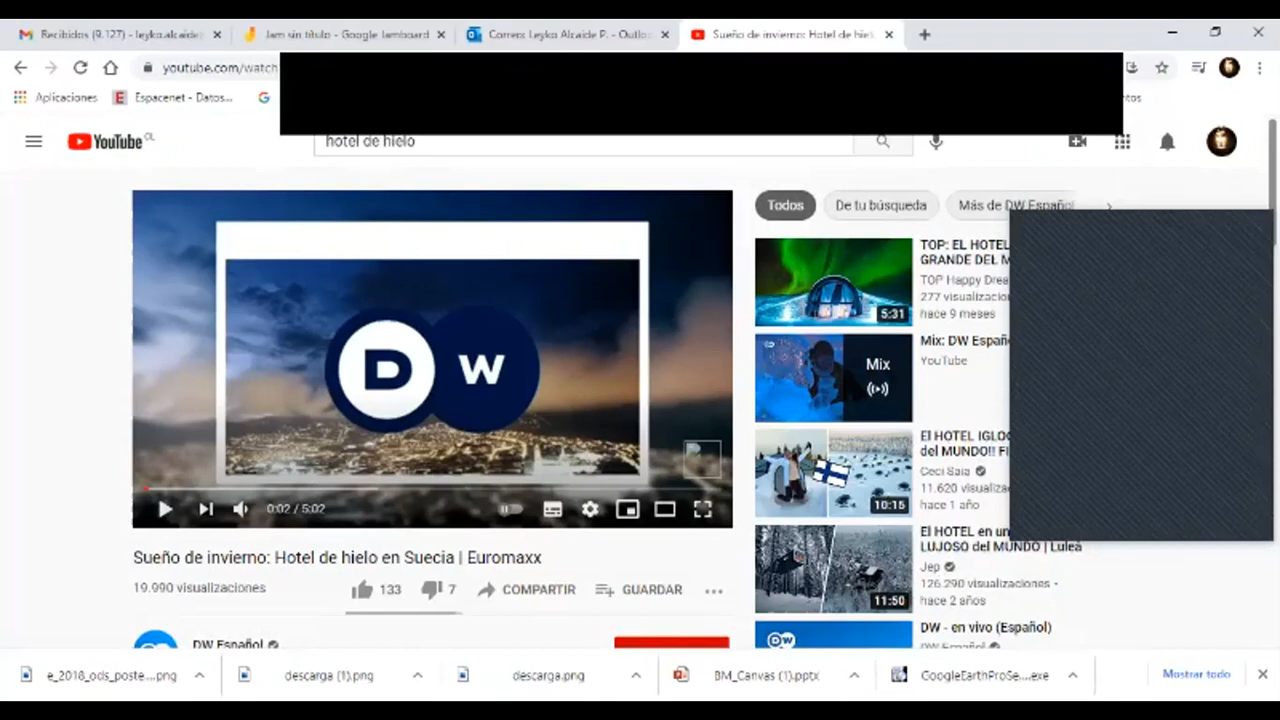 Recibidos (9.127) - leyko.alcaide
Jam sin título - Google Jamboard
Correo: Leyko Alcaide P. - Outlo
Sueño de invierno: Hotel de hiel
youtube.com/watch
Aplicaciones
Espacenet - Datos...
YouTube CL
hotel de hielo
Todos
De tu búsqueda
Más de DW Español
D W
TOP: EL HOTEL
GRANDE DEL M
TOP Happy Drea
277 visualizacio
hace 9 meses
5:31
Mix: DW Españ
YouTube
Mix
El HOTEL IGLO
del MUNDO!! FI
Ceci Saia
11.620 visualiza
hace 1 año
10:15
0:02 / 5:02
El HOTEL en un
LUJOSO del MUNDO | Luleå
Jep
126.290 visualizaciones ·
hace 2 años
11:50
Sueño de invierno: Hotel de hielo en Suecia | Euromaxx
19.990 visualizaciones
133
7
COMPARTIR
GUARDAR
DW - en vivo (Español)
DW Español
DW Español
e_2018_ods_poste....png
descarga (1).png
descarga.png
BM_Canvas (1).pptx
GoogleEarthProSe....exe
Mostrar todo